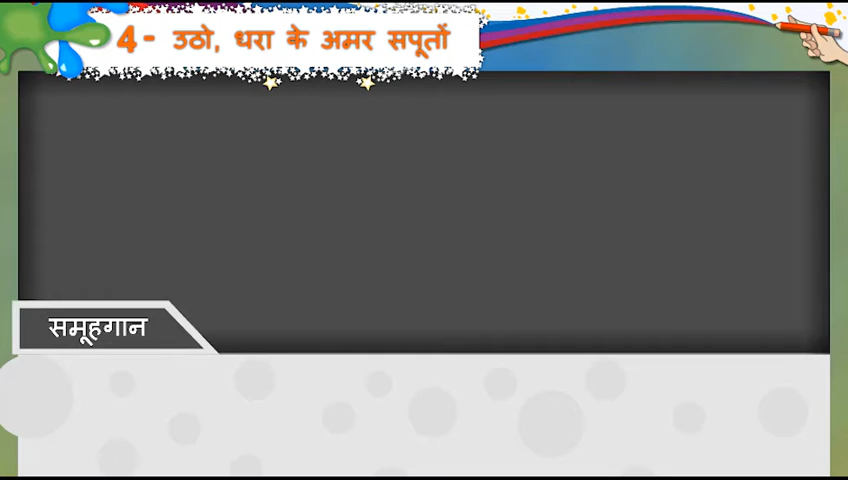 4- उठो, धरा के अमर सपूतों
समूहगान